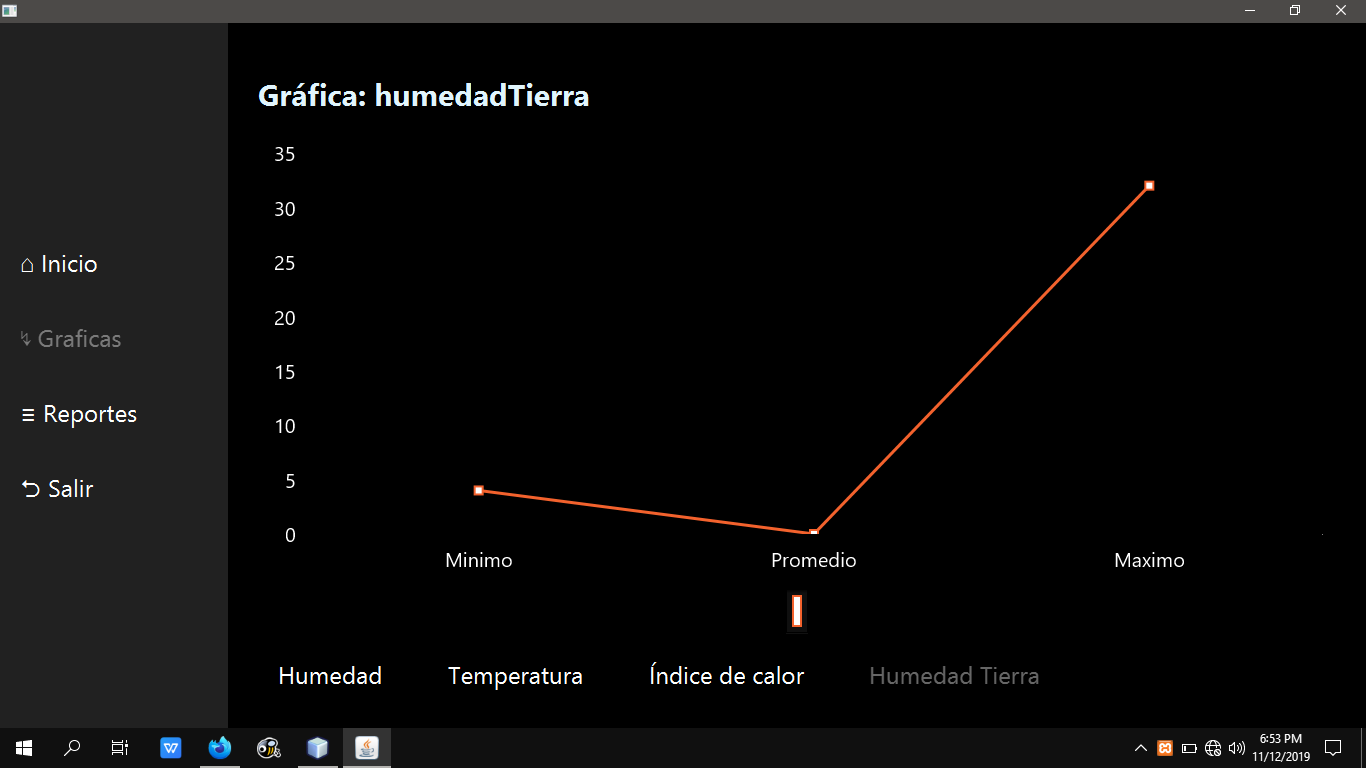 Gráfica: humedadTierra
35
30
25
20
15
10
5
0
Minimo Promedio Maximo
Inicio
Graficas
Reportes
Salir
Humedad Temperatura Índice de calor Humedad Tierra
6:53 PM
11/12/2019